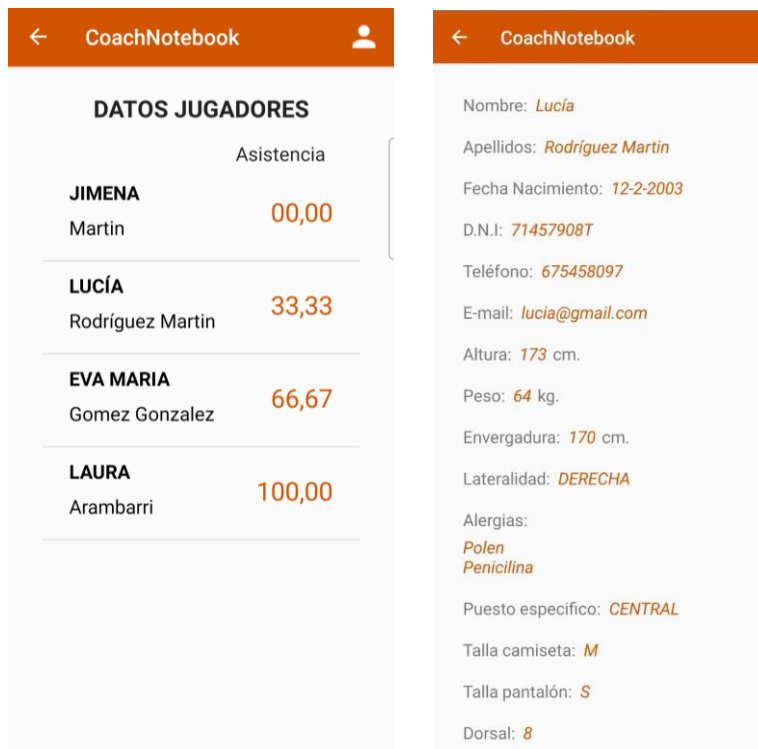 CoachNotebook
DATOS JUGADORES
Asistencia
JIMENA
Martin
00,00
LUCÍA
Rodríguez Martin
33,33
EVA MARIA
Gomez Gonzalez
66,67
LAURA
Arambarri
100,00
CoachNotebook
Nombre: Lucía
Apellidos: Rodríguez Martin
Fecha Nacimiento: 12-2-2003
D.N.I: 71457908T
Teléfono: 675458097
E-mail: lucia@gmail.com
Altura: 173 cm.
Peso: 64 kg.
Envergadura: 170 cm.
Lateralidad: DERECHA
Alergias:
Polen
Penicilina
Puesto especifico: CENTRAL
Talla camiseta: M
Talla pantalón: S
Dorsal: 8